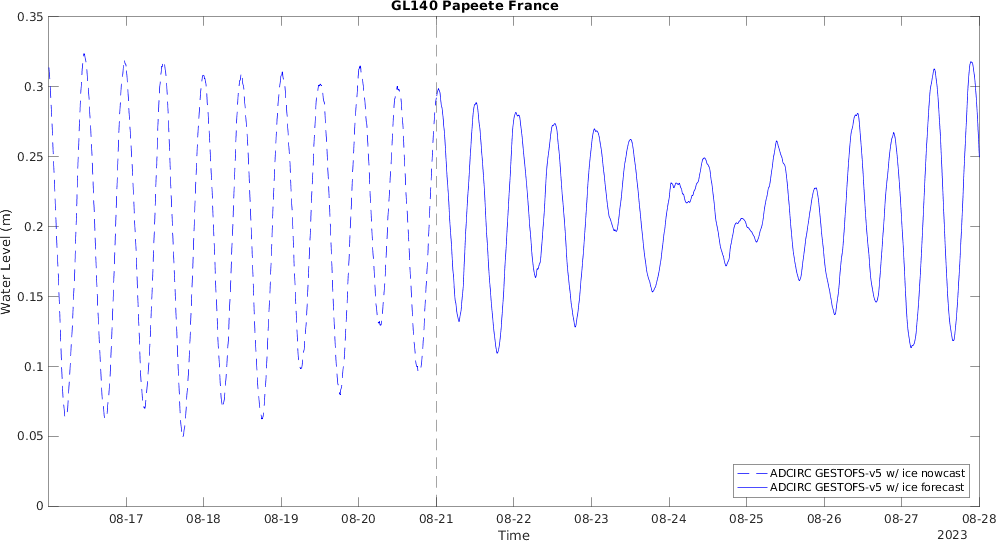 GL140 Papeete France
0.35
0.3
0.25
0.2
0.15
0.1
0.05
0
Water Level (m)
ADCIRC GESTOFS-v5 w/ ice nowcast
ADCIRC GESTOFS-v5 w/ ice forecast
08-17 08-18 08-19 08-20 08-21 08-22 08-23 08-24 08-25 08-26 08-27 08-28
Time
2023